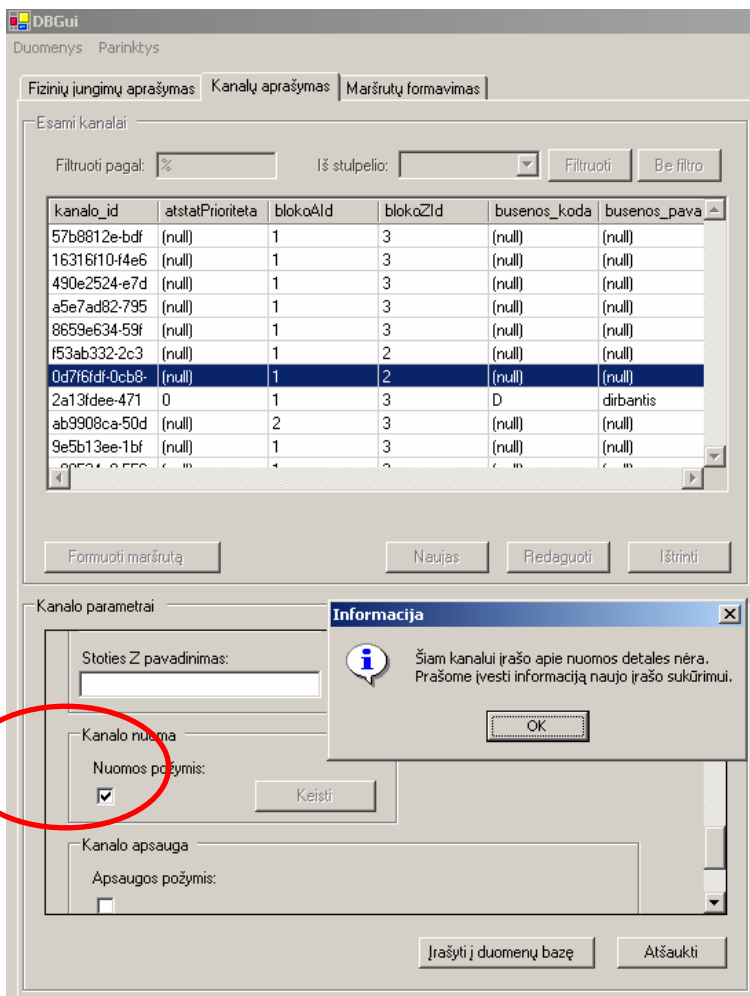 DBGui
Duomenys Parinktys
Fizinių jungimų aprašymas Kanalų aprašymas Maršrutų formavimas
Esami kanalai
Filtruoti pagal: % Iš stulpelio: Filtruoti Be filtro
kanalo_id atstatPrioriteta blokoAId blokoZId busenos_koda busenos_pava
57b8812e-bdf (null) 1 3 (null) (null)
16316f10-f4e6 (null) 1 3 (null) (null)
490e2524-e7d (null) 1 3 (null) (null)
a5e7ad82-795 (null) 1 3 (null) (null)
8659e634-59f (null) 1 3 (null) (null)
f53ab332-2c3 (null) 1 2 (null) (null)
0d7f6fdf-0cb8- (null) 1 2 (null) (null)
2a13fdee-471 0 1 3 D dirbantis
ab9908ca-50d (null) 2 3 (null) (null)
9e5b13ee-1bf (null) 1 3 (null) (null)
Formuoti maršrutą Naujas Redaguoti Ištrinti
Kanalo parametrai
Informacija
Stoties Z pavadinimas:
Šiam kanalui įrašo apie nuomos detales nėra.
Prašome įvesti informaciją naujo įrašo sukūrimui.
OK
Kanalo nuoma
Nuomos požymis:
Keisti
Kanalo apsauga
Apsaugos požymis:
Įrašyti į duomenų bazę Atšaukti